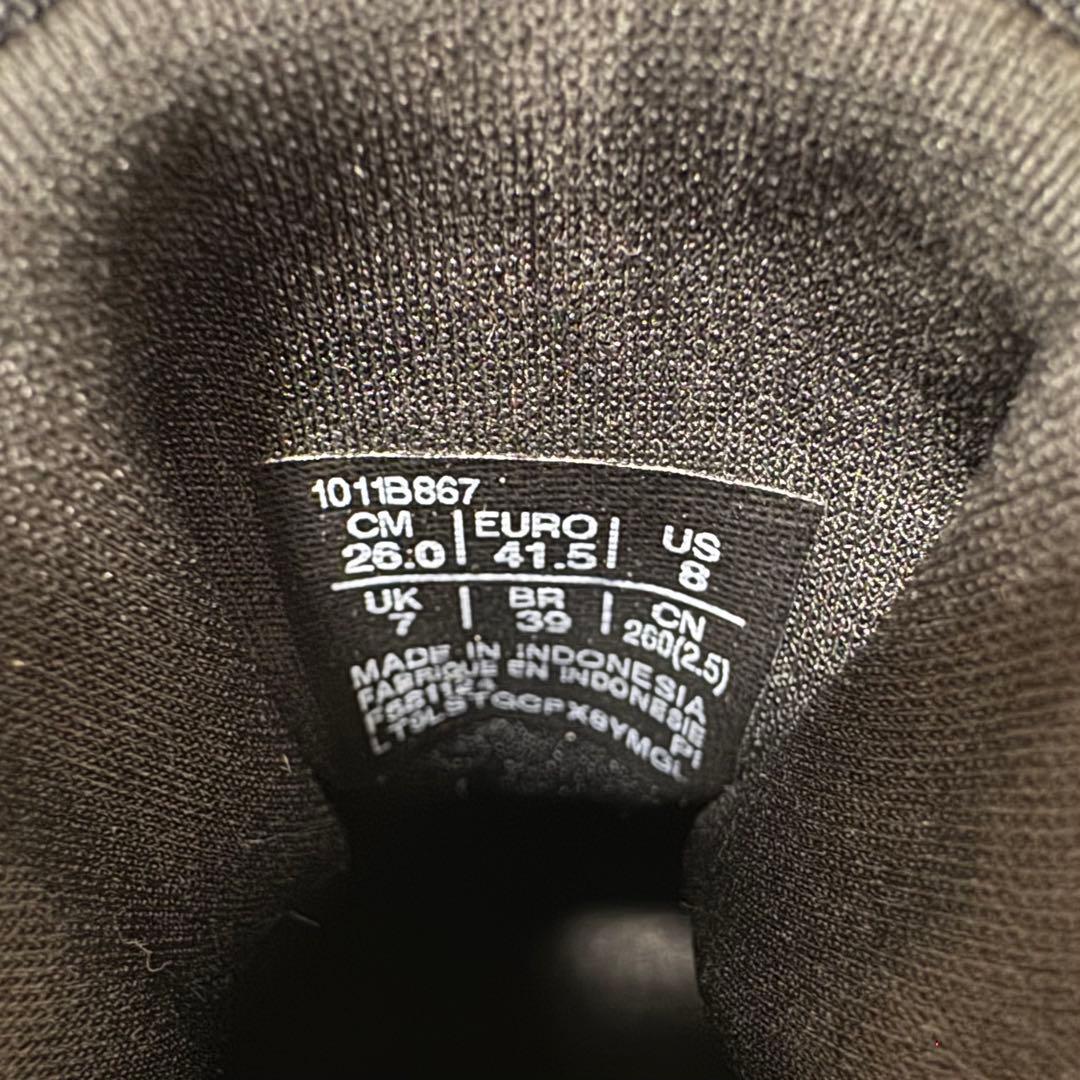 1011B867
CM | EURO | US
26.0 | 41.5 | 8
UK | BR | CN
7 | 39 | 260(2.5)
MADE IN INDONESIA
FABRIQUE EN INDONESIE
PI